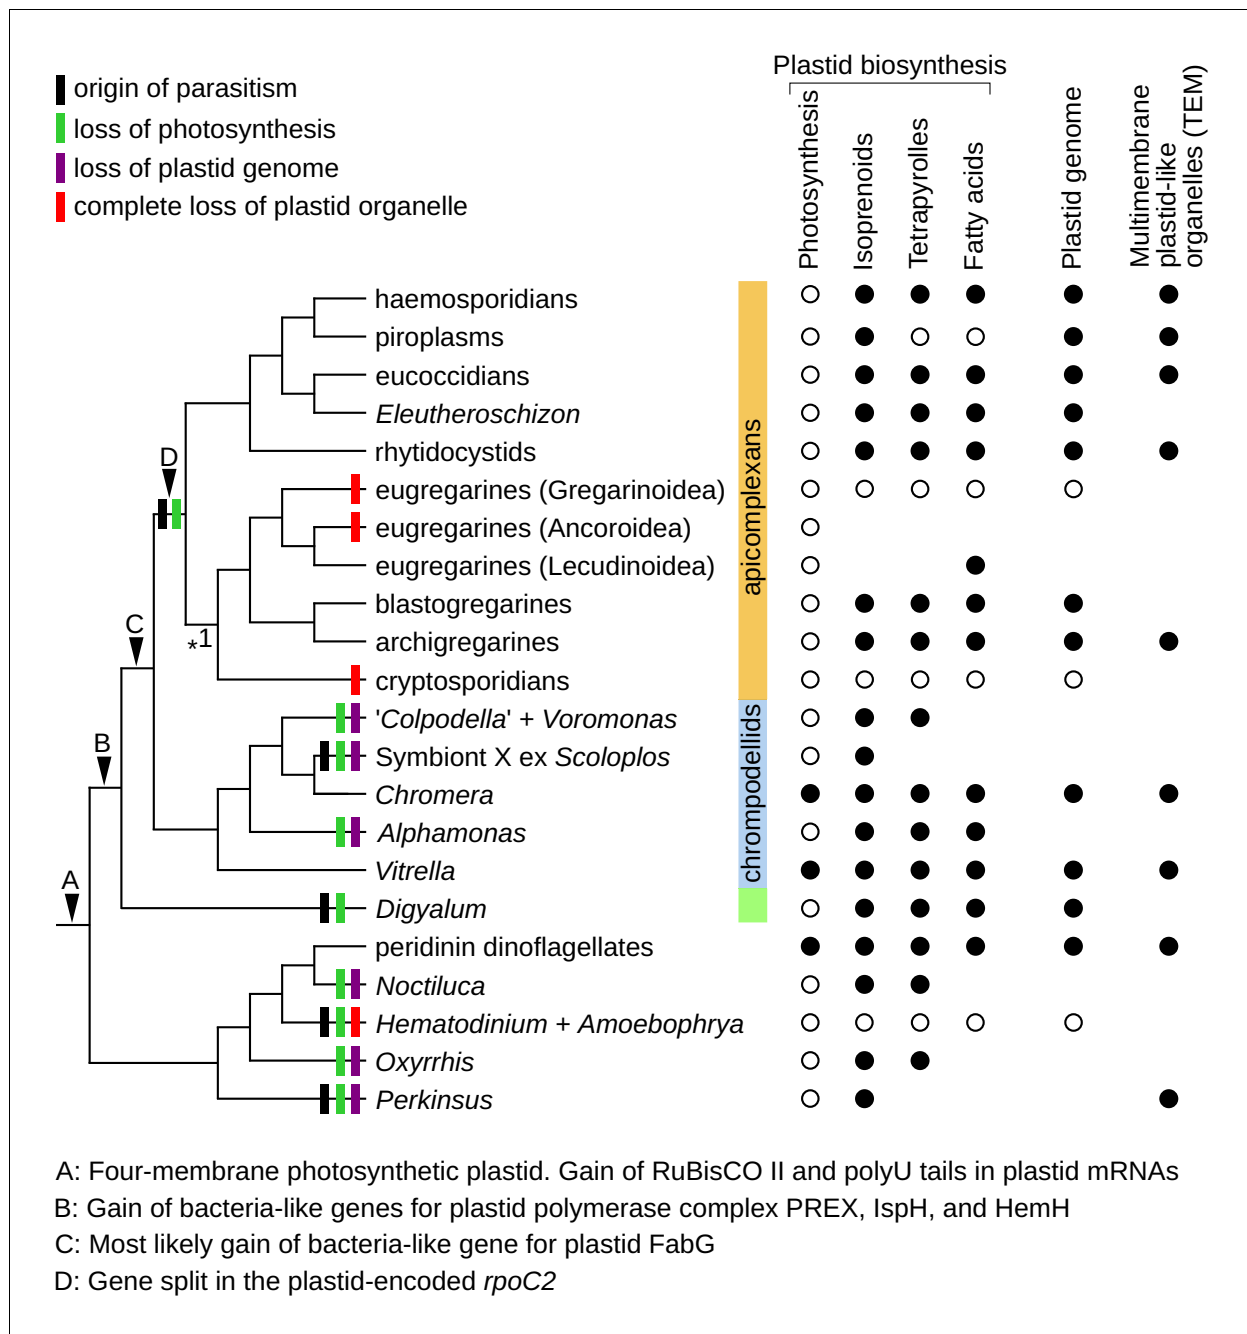 origin of parasitism
loss of photosynthesis
loss of plastid genome
complete loss of plastid organelle
Plastid biosynthesis
Photosynthesis
Isoprenoids
Tetrapyrolles
Fatty acids
Plastid genome
Multimembrane
plastid-like
organelles (TEM)
haemosporidians
piroplasms
eucoccidians
Eleutheroschizon
rhytidocystids
eugregarines (Gregarinoidea)
eugregarines (Ancoroidea)
eugregarines (Lecudinoidea)
blastogregarines
archigregarines
cryptosporidians
'Colpodella' + Voromonas
Symbiont X ex Scoloplos
Chromera
Alphamonas
Vitrella
Digyalum
peridinin dinoflagellates
Noctiluca
Hematodinium + Amoebophrya
Oxyrrhis
Perkinsus
apicomplexans
chrompodellids
D
C
*1
B
A
A: Four-membrane photosynthetic plastid. Gain of RuBisCO II and polyU tails in plastid mRNAs
B: Gain of bacteria-like genes for plastid polymerase complex PREX, IspH, and HemH
C: Most likely gain of bacteria-like gene for plastid FabG
D: Gene split in the plastid-encoded rpoC2